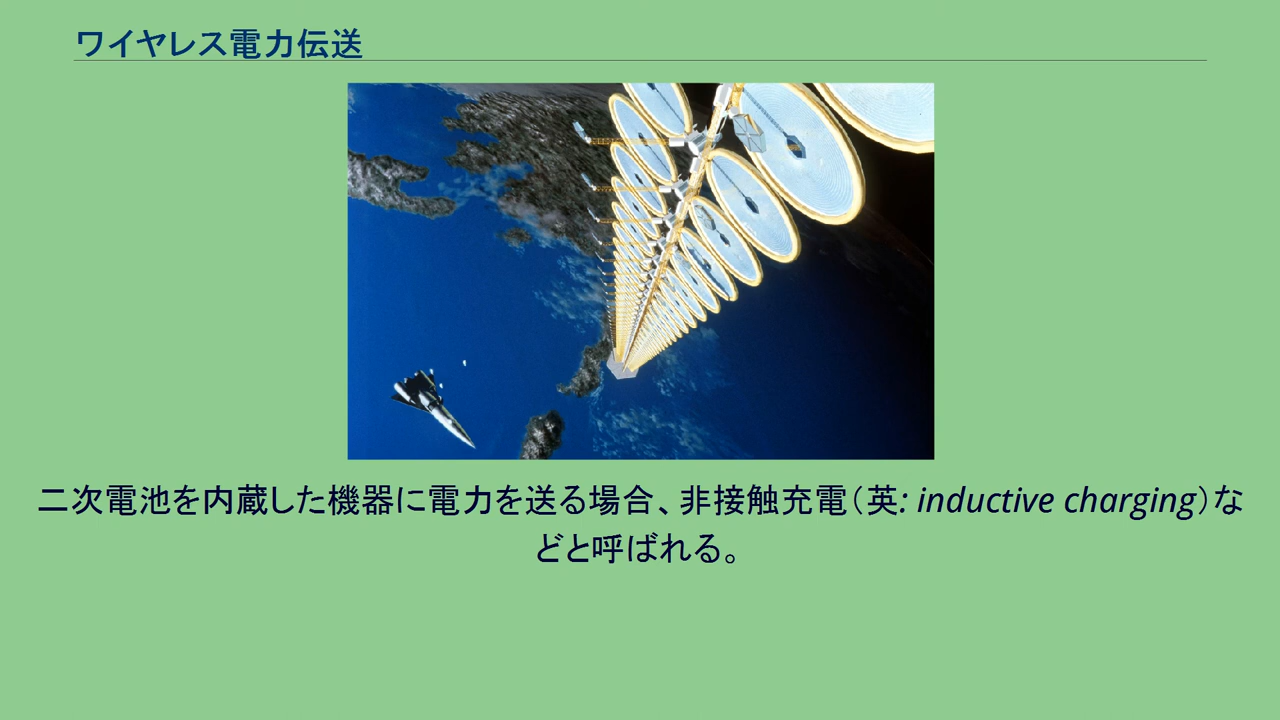 ワイヤレス電力伝送
二次電池を内蔵した機器に電力を送る場合、非接触充電（英: inductive charging）な
どと呼ばれる。